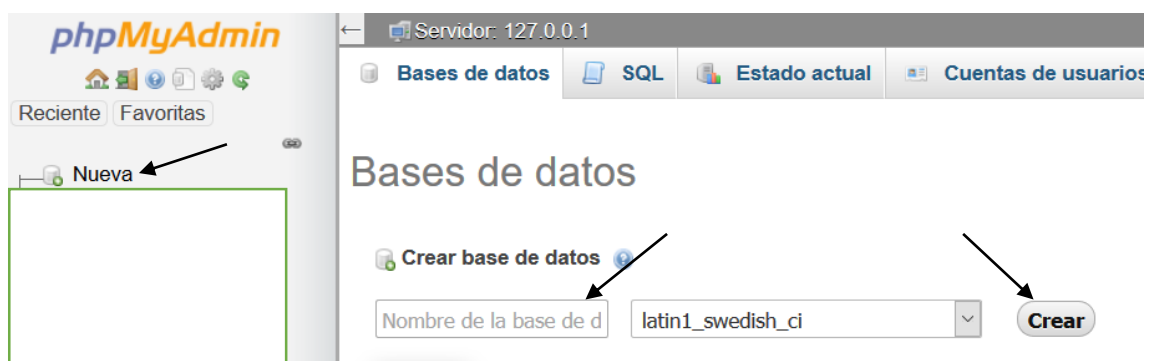 phpMyAdmin
Reciente Favoritas
Nueva
Servidor: 127.0.0.1
Bases de datos SQL Estado actual Cuentas de usuarios
Bases de datos
Crear base de datos
Nombre de la base de d latin1_swedish_ci Crear